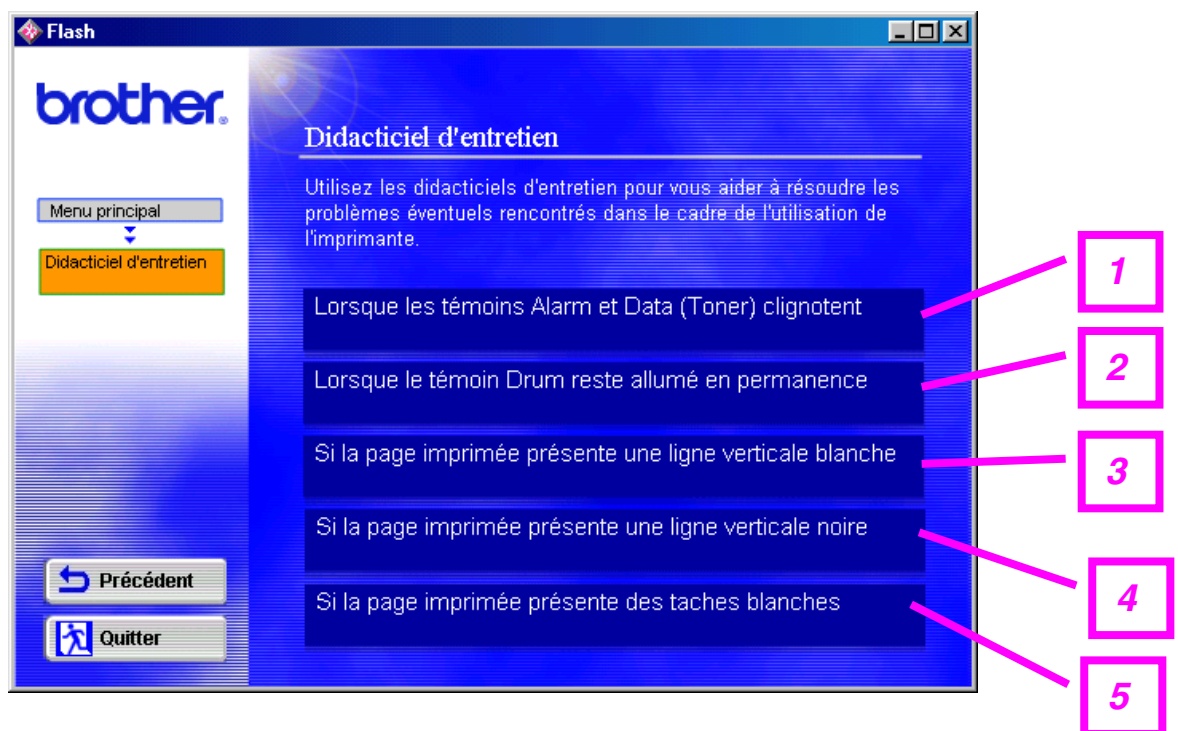 Flash
brother.
Menu principal
Didacticiel d'entretien
Précédent
Quitter
Didacticiel d'entretien
Utilisez les didacticiels d'entretien pour vous aider à résoudre les
problèmes éventuels rencontrés dans le cadre de l'utilisation de
l'imprimante.
Lorsque les témoins Alarm et Data (Toner) clignotent
Lorsque le témoin Drum reste allumé en permanence
Si la page imprimée présente une ligne verticale blanche
Si la page imprimée présente une ligne verticale noire
Si la page imprimée présente des taches blanches
1
2
3
4
5